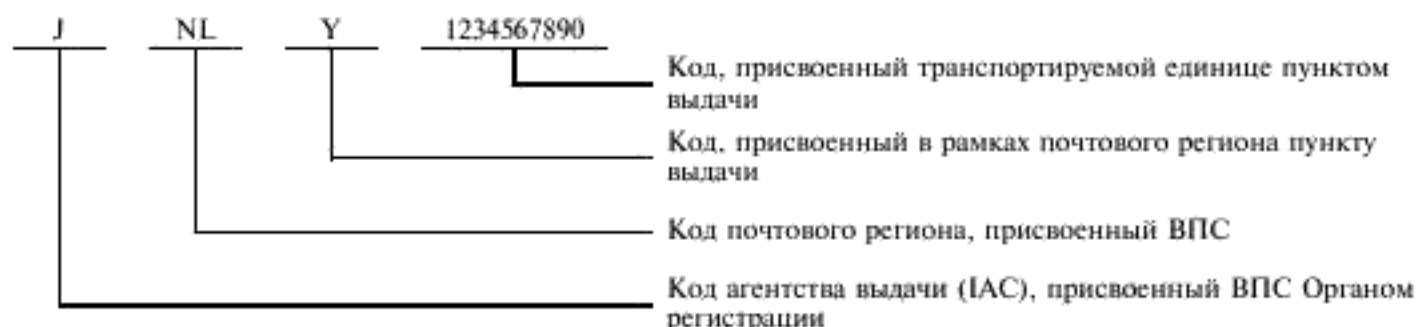 J NL Y 1234567890
Код, присвоенный транспортируемой единице пунктом
выдачи
Код, присвоенный в рамках почтового региона пункту
выдачи
Код почтового региона, присвоенный ВПС
Код агентства выдачи (IAC), присвоенный ВПС Органом
регистрации